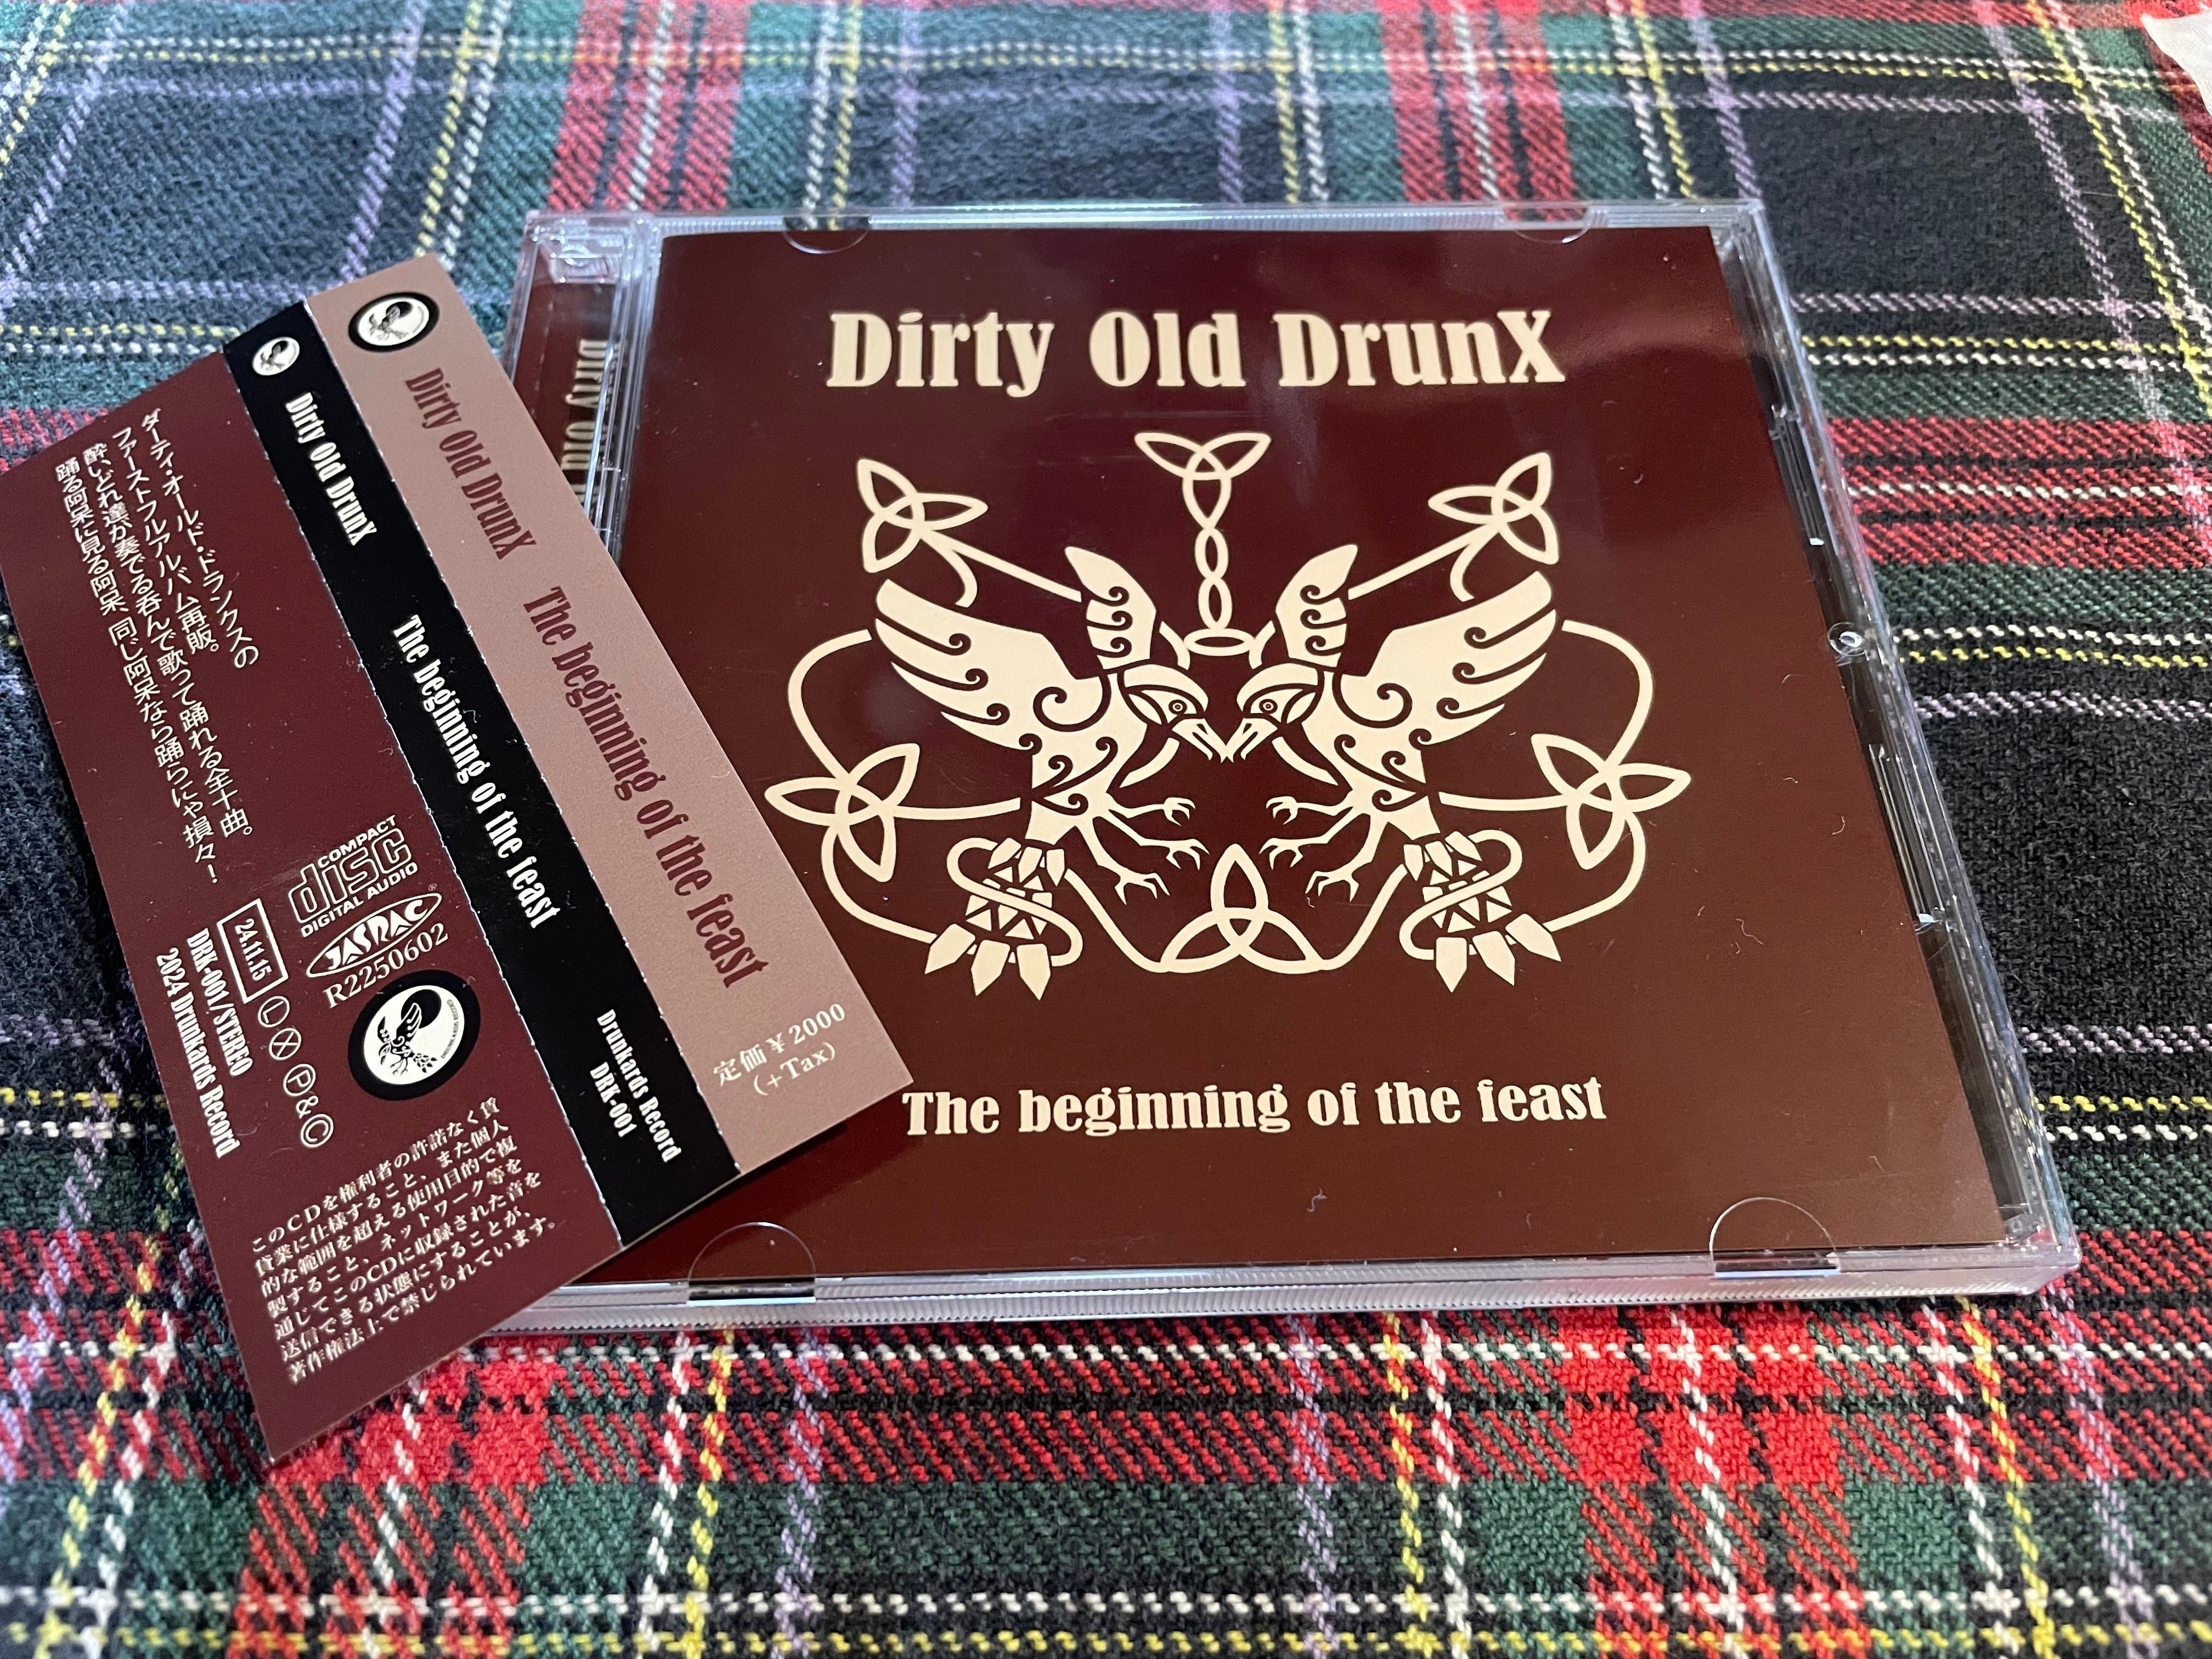 Dirty Old DrunX
The beginning of the feast
Dirty Old DrunX The beginning of the feast
定価¥2000
(+Tax)
Dirty Old DrunX The beginning of the feast
Drunkards Record
DRK-001
ダーティ・オールド・ドランクスの
ファーストフルアルバム再販。
酔いどれ達が奏でる呑んで歌って踊れる全十曲。
踊る阿呆に見る阿呆、同じ阿呆なら踊らにゃ損々！
COMPACT
disc
DIGITAL AUDIO
JASRAC®
R2250602
24.11.15 Ⓛ Ⓧ Ⓟ&Ⓒ
DRK-001/STEREO
2024 Drunkards Record
このCDを権利者の許諾なく賃
貸業に仕様すること、また個人
的な範囲を超える使用目的で複
製すること、ネットワーク等を
通じてこのCDに収録された音を
送信できる状態にすることが、
著作権法上で禁じられています。